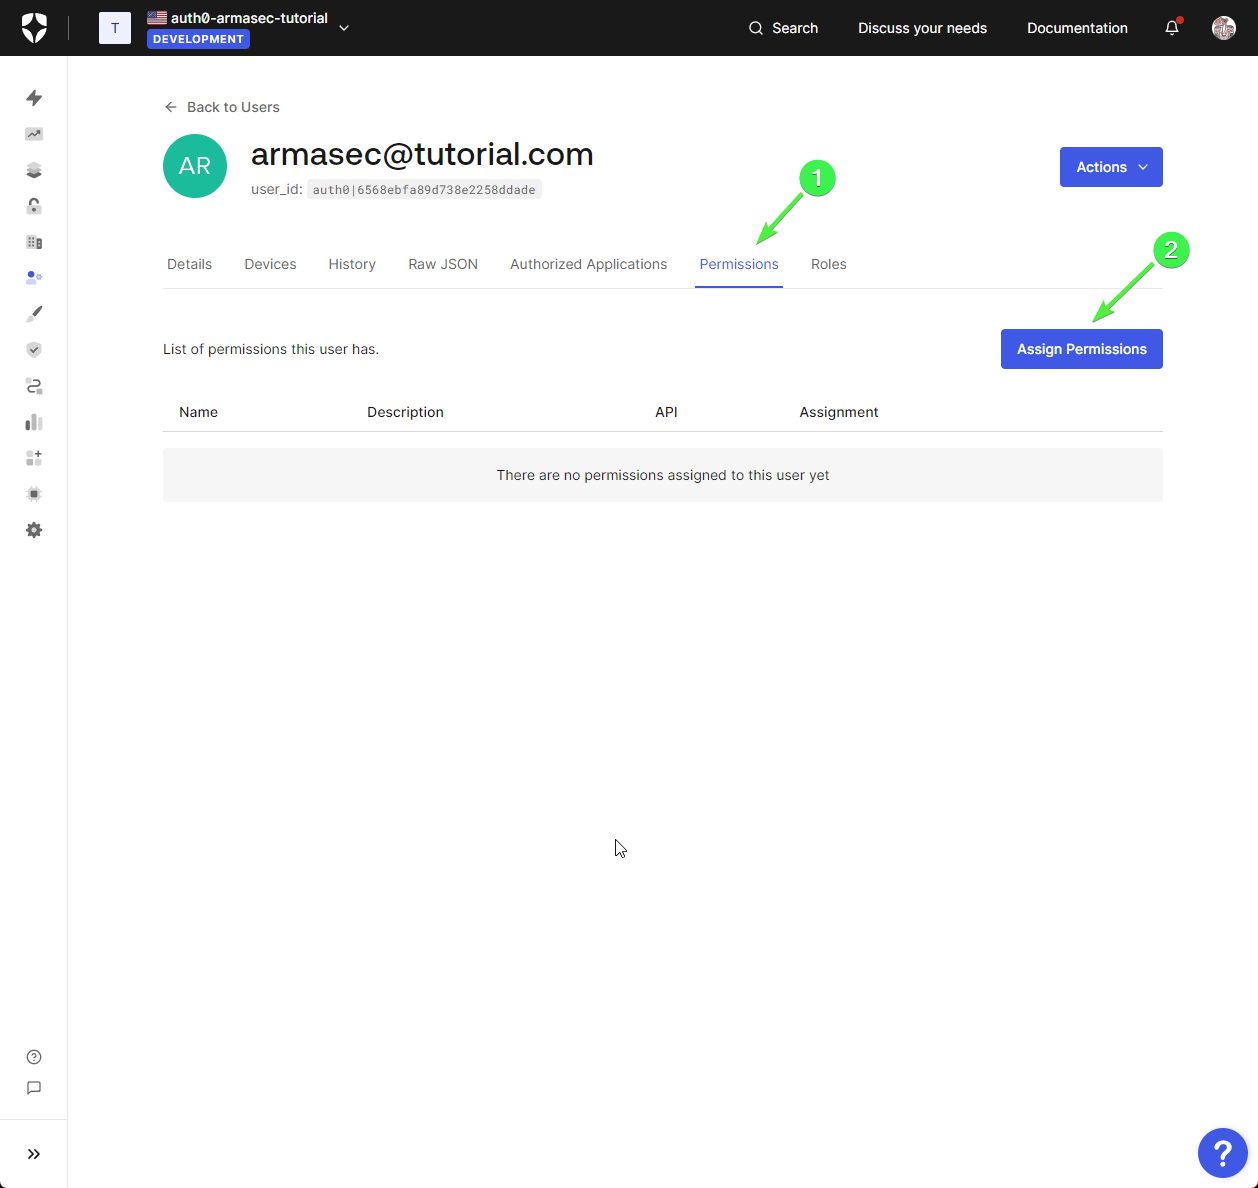 T
auth0-armasec-tutorial
DEVELOPMENT
Search
Discuss your needs
Documentation
Back to Users
AR
armasec@tutorial.com
user_id: auth0|6568ebfa89d738e2258ddade
Actions
1
2
Details Devices History Raw JSON Authorized Applications Permissions Roles
List of permissions this user has.
Assign Permissions
Name Description API Assignment
There are no permissions assigned to this user yet
?
?